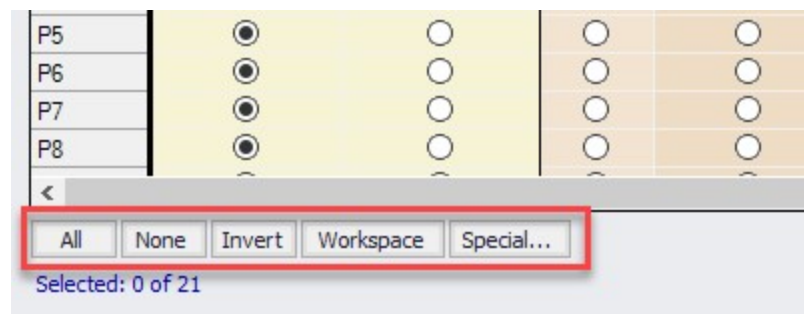 P5
P6
P7
P8
All None Invert Workspace Special...
Selected: 0 of 21